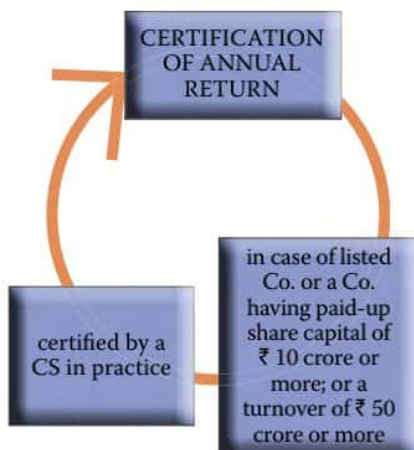 CERTIFICATION
OF ANNUAL
RETURN
in case of listed
Co. or a Co.
having paid-up
share capital of
₹ 10 crore or
more; or a
turnover of ₹ 50
crore or more
certified by a
CS in practice